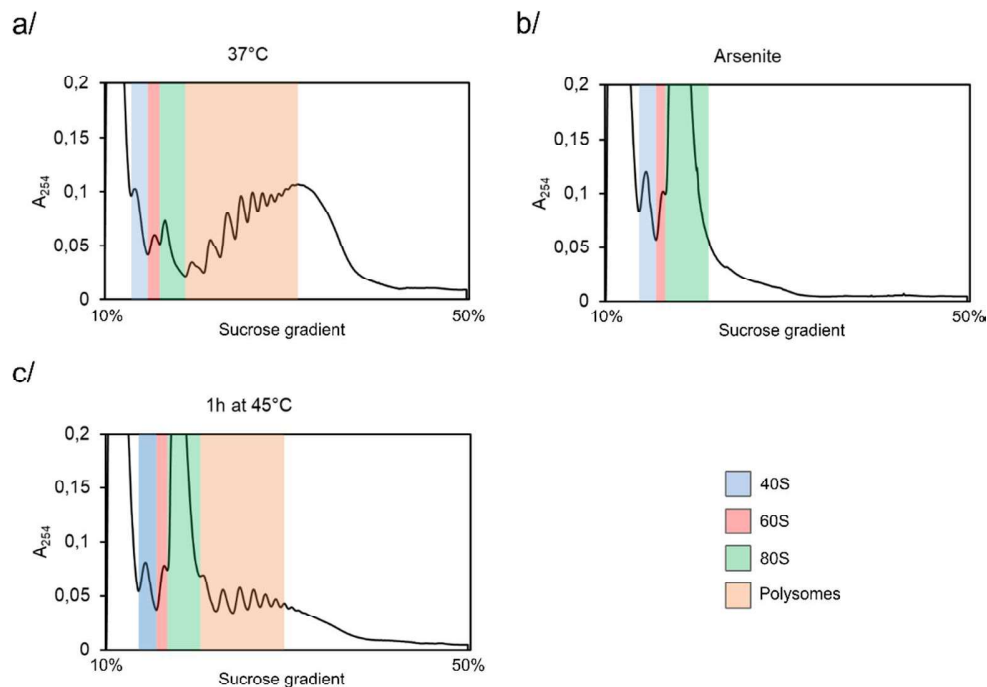 a/
37°C
0,2
0,15
0,1
0,05
0
A254
10%
50%
Sucrose gradient
b/
Arsenite
0,2
0,15
0,1
0,05
0
A254
10%
50%
Sucrose gradient
c/
1h at 45°C
0,2
0,15
0,1
0,05
0
A254
10%
50%
Sucrose gradient
40S
60S
80S
Polysomes